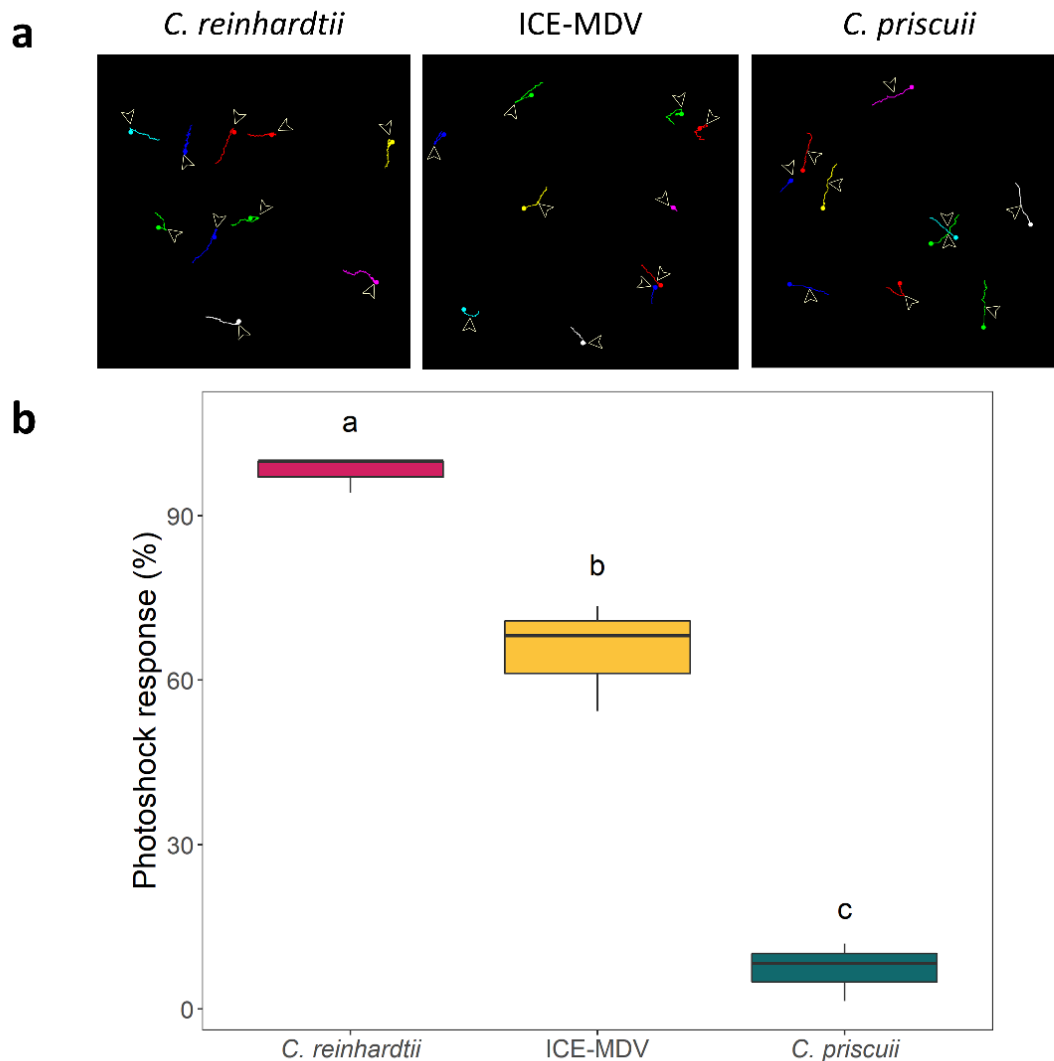 a
C. reinhardtii ICE-MDV C. priscuii
b
Photoshock response (%)
90
60
30
0
a
b
c
C. reinhardtii ICE-MDV C. priscuii